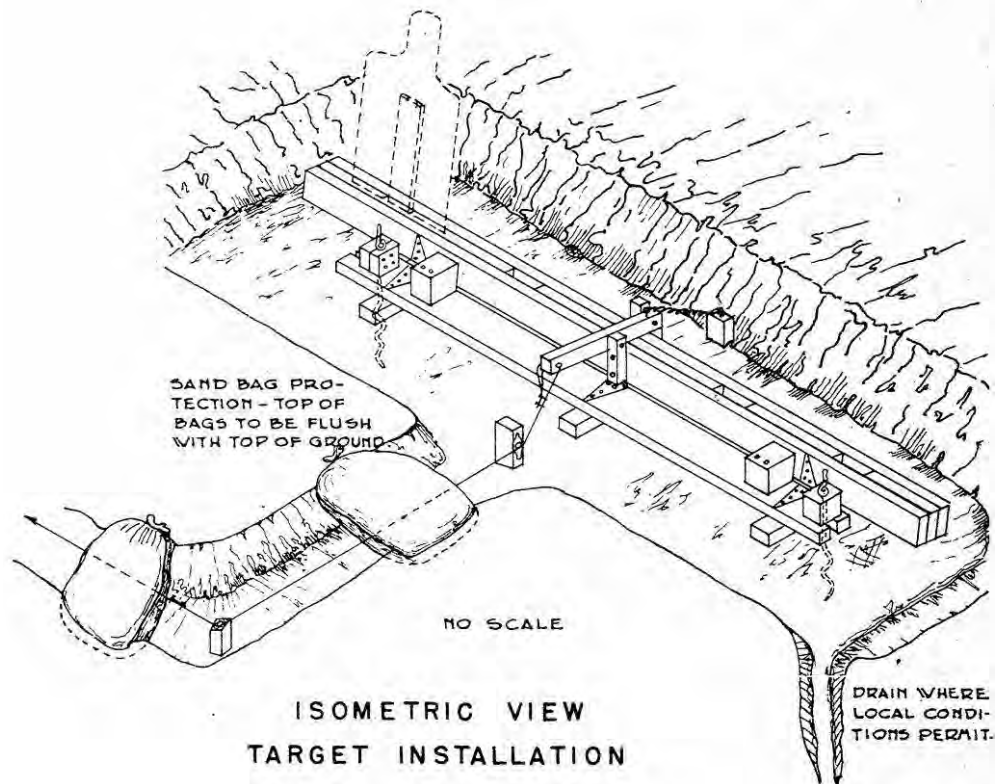 SAND BAG PRO-
TECTION - TOP OF
BAGS TO BE FLUSH
WITH TOP OF GROUND.
NO SCALE
ISOMETRIC VIEW
TARGET INSTALLATION
DRAIN WHERE
LOCAL CONDI-
TIONS PERMIT.